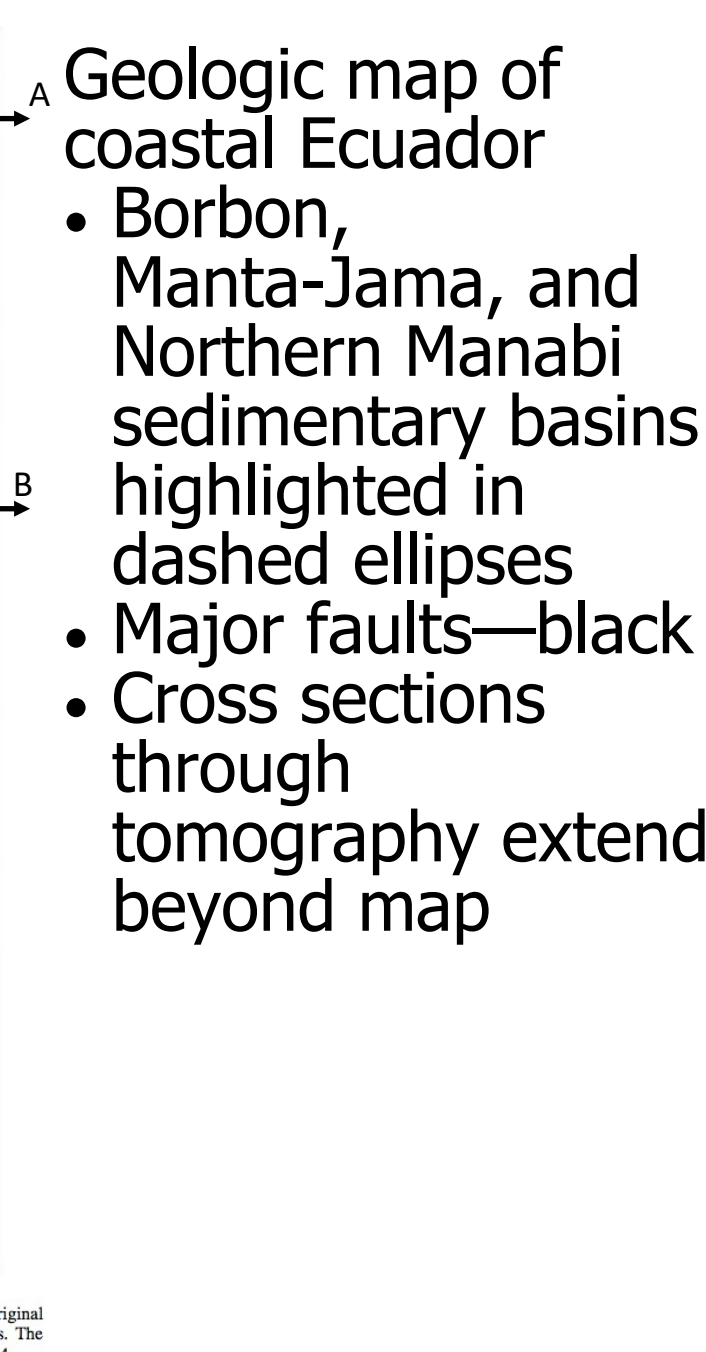 A
Geologic map of
coastal Ecuador
• Borbon,
Manta-Jama, and
Northern Manabi
sedimentary basins
B
highlighted in
dashed ellipses
• Major faults—black
• Cross sections
through
tomography extend
beyond map
s. The